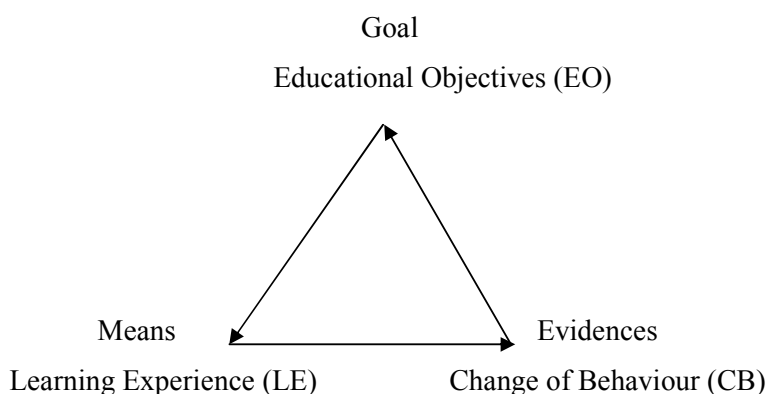 Goal
Educational Objectives (EO)
Means
Evidences
Learning Experience (LE)
Change of Behaviour (CB)